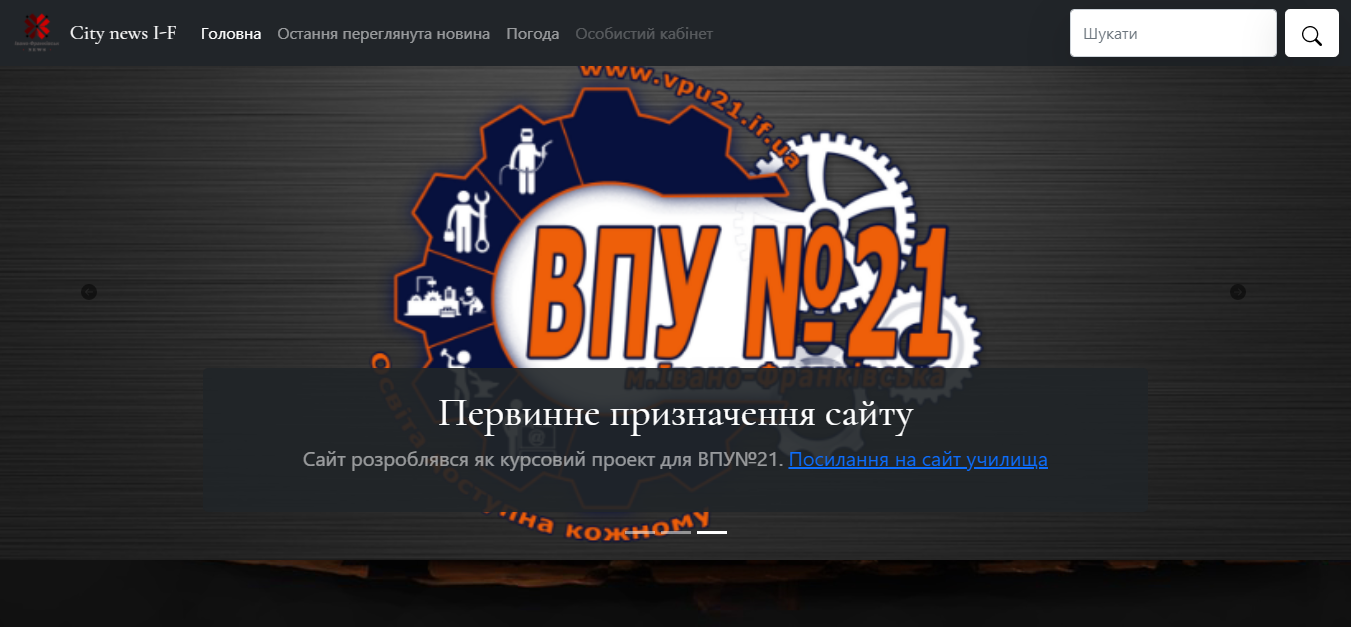 City news I-F
Головна
Остання переглянута новина
Погода
Особистий кабінет
Шукати
www.vpu21.if.ua
ВПУ №21
м.Івано-Франківська
Первинне призначення сайту
Сайт розроблявся як курсовий проект для ВПУ№21. Посилання на сайт училища
Освіта доступна кожному